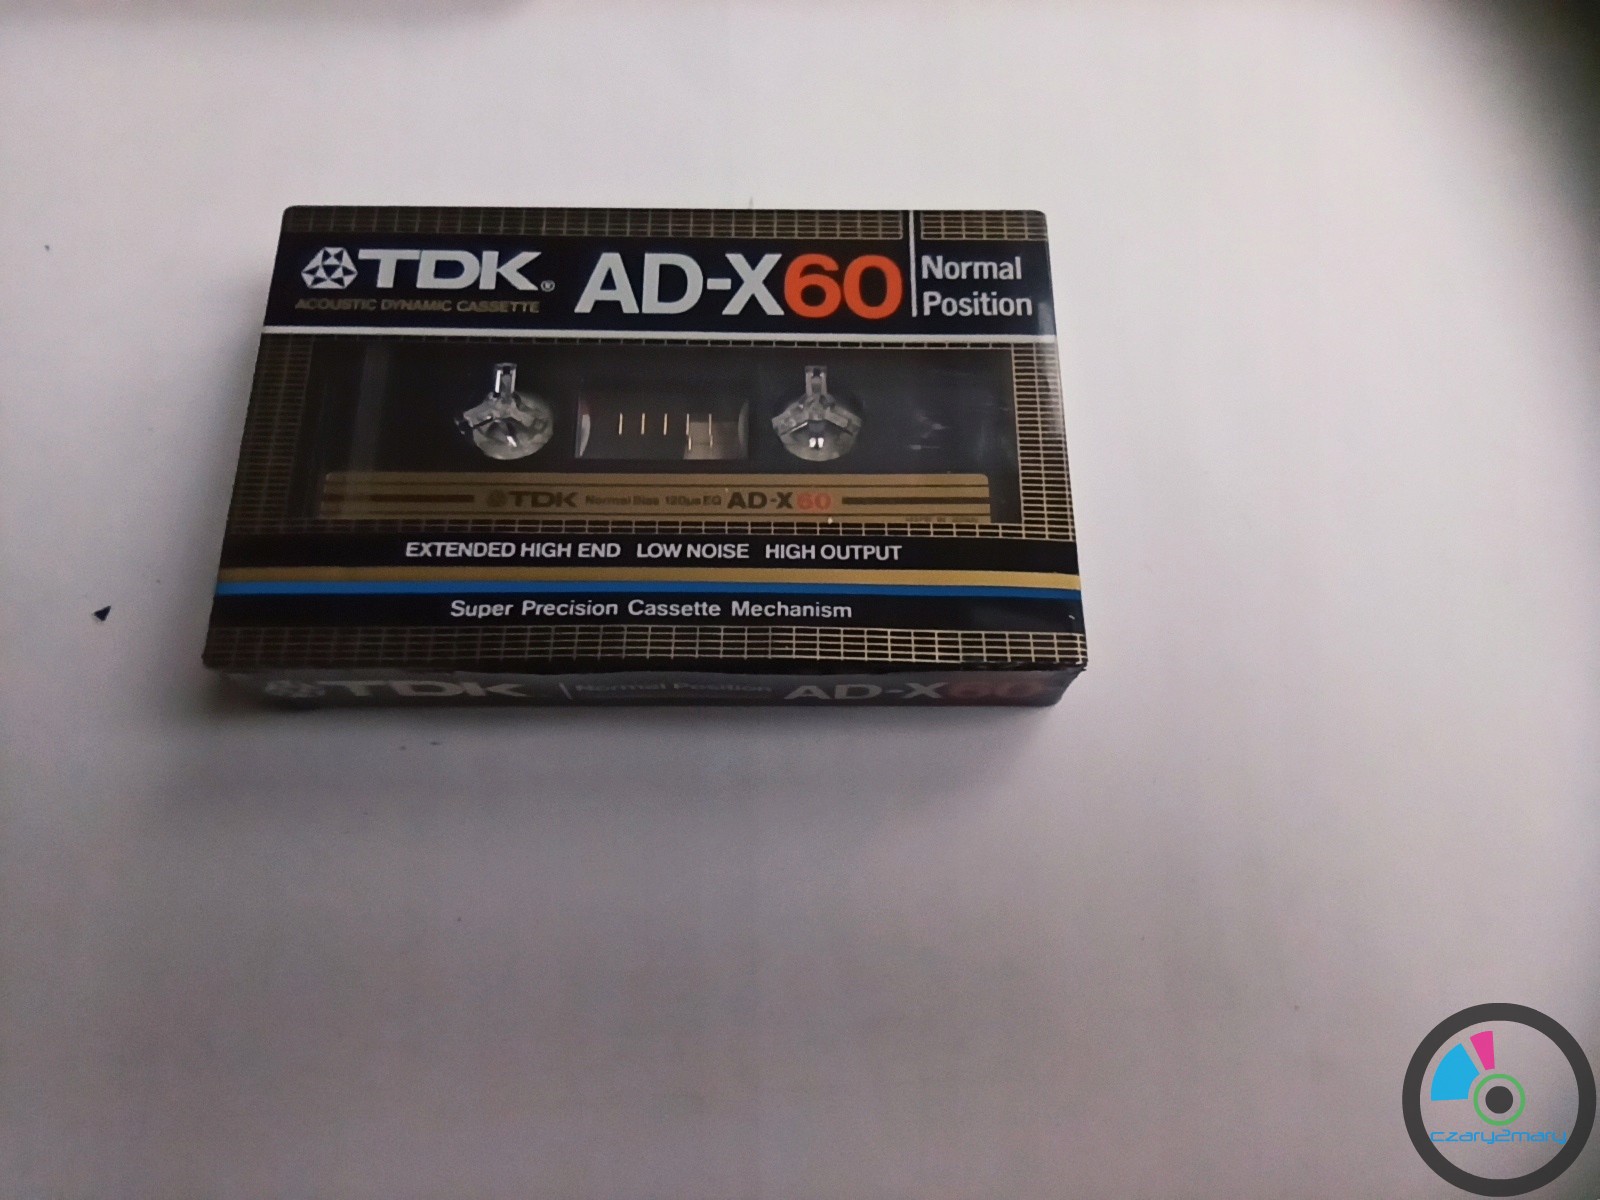 TDK®
ACOUSTIC DYNAMIC CASSETTE
AD-X60
Normal
Position
TDK Normal Bias 120µs EQ AD-X60
EXTENDED HIGH END LOW NOISE HIGH OUTPUT
Super Precision Cassette Mechanism
TDK Normal Position AD-X60
czary2mary